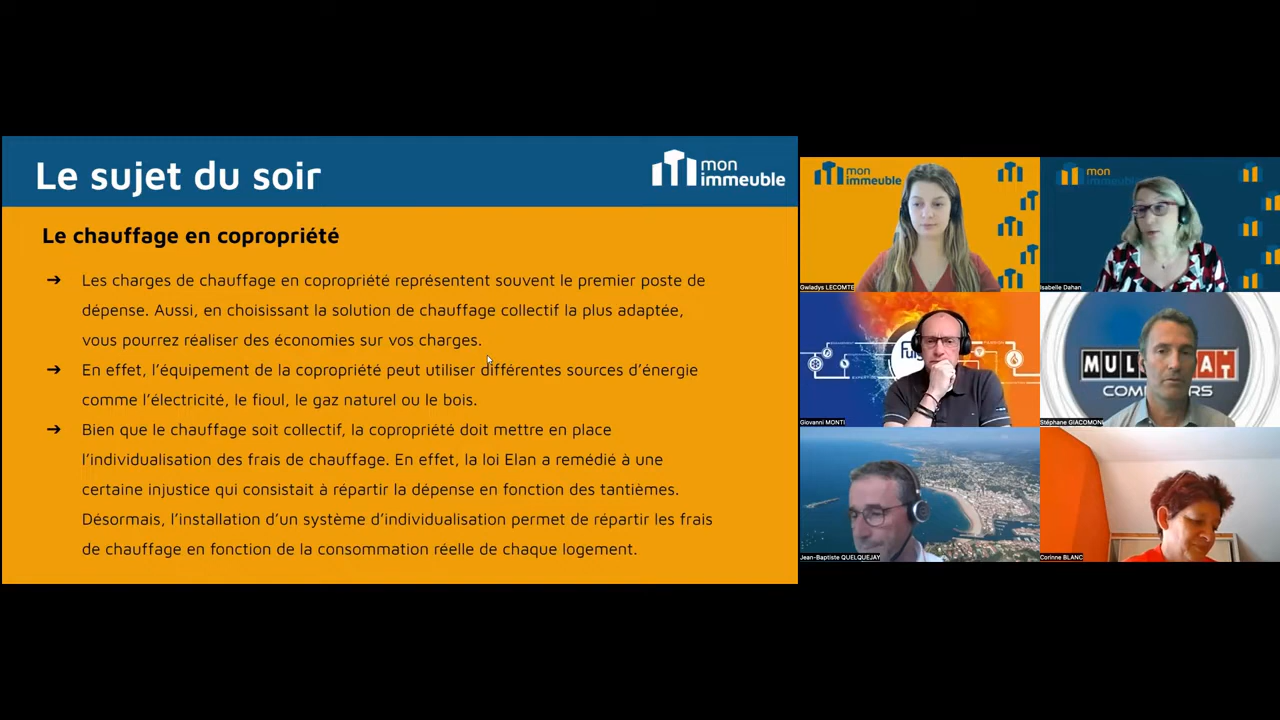 Le sujet du soir
mon
immeuble
Le chauffage en copropriété
➔ Les charges de chauffage en copropriété représentent souvent le premier poste de
dépense. Aussi, en choisissant la solution de chauffage collectif la plus adaptée,
vous pourrez réaliser des économies sur vos charges.
➔ En effet, l'équipement de la copropriété peut utiliser différentes sources d'énergie
comme l'électricité, le fioul, le gaz naturel ou le bois.
➔ Bien que le chauffage soit collectif, la copropriété doit mettre en place
l'individualisation des frais de chauffage. En effet, la loi Elan a remédié à une
certaine injustice qui consistait à répartir la dépense en fonction des tantièmes.
Désormais, l'installation d'un système d'individualisation permet de répartir les frais
de chauffage en fonction de la consommation réelle de chaque logement.
mon
immeuble
Gwladys LECOMTE
mon
immeuble
Isabelle Dahan
Giovanni MONTI
Stéphane GIACOMONI
Jean-Baptiste QUELQUEJAY
Corinne BLANC